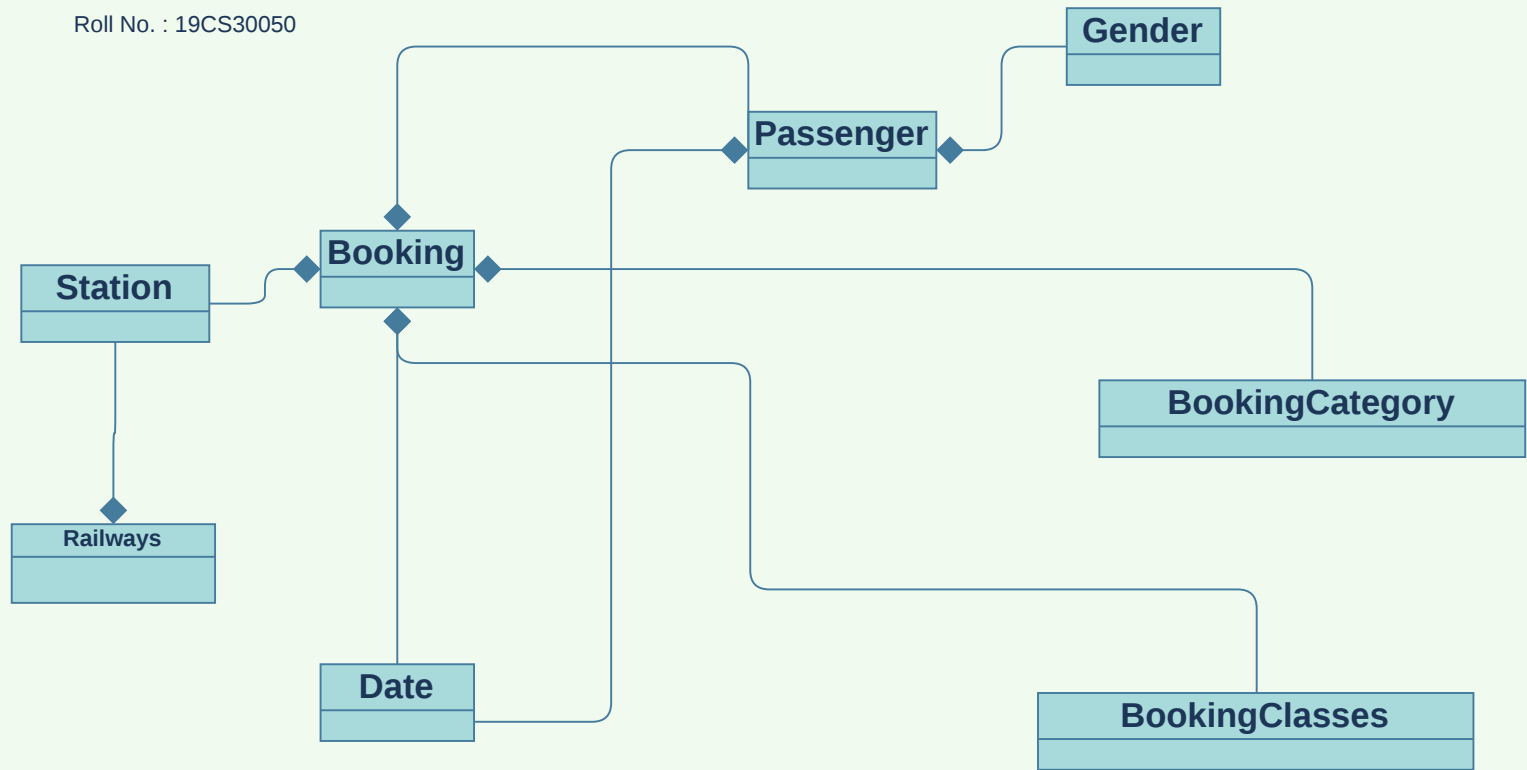 Roll No. : 19CS30050
Gender
Passenger
Booking
Station
BookingCategory
Railways
Date
BookingClasses